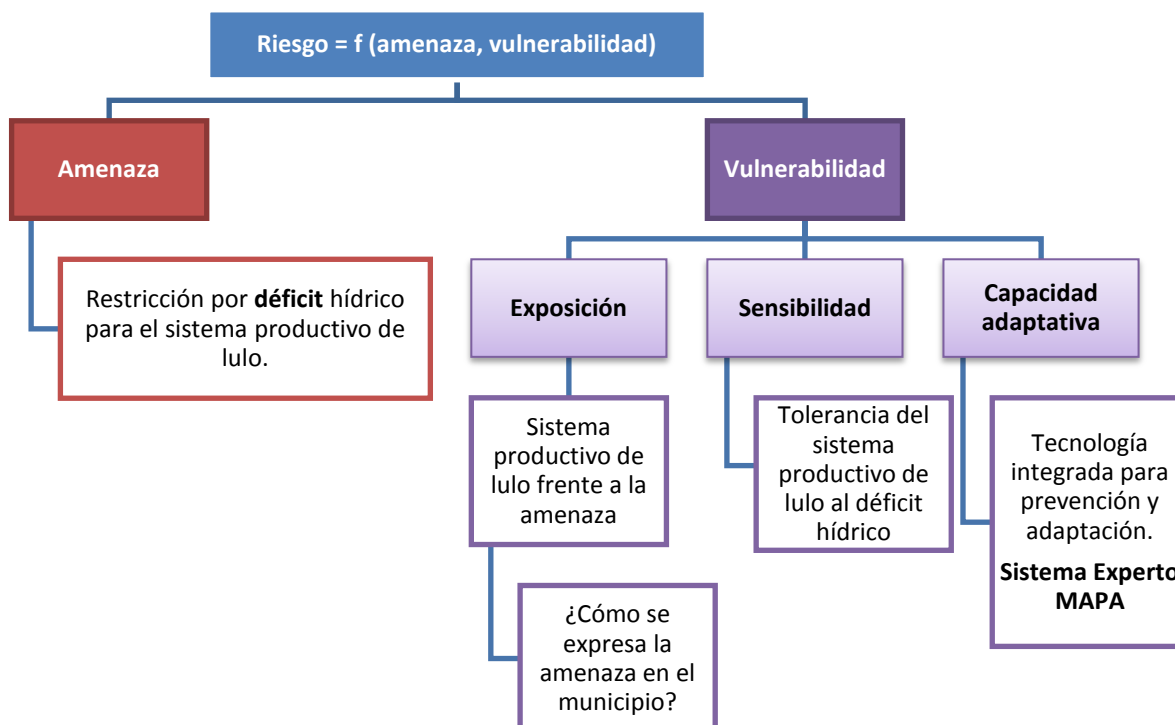 Riesgo = f (amenaza, vulnerabilidad)
Amenaza
Vulnerabilidad
Restricción por déficit hídrico
para el sistema productivo de
lulo.
Exposición
Sensibilidad
Capacidad
adaptativa
Sistema
productivo de
lulo frente a la
amenaza
Tolerancia del
sistema
productivo de
lulo al déficit
hídrico
Tecnología
integrada para
prevención y
adaptación.
Sistema Experto
MAPA
¿Cómo se
expresa la
amenaza en el
municipio?